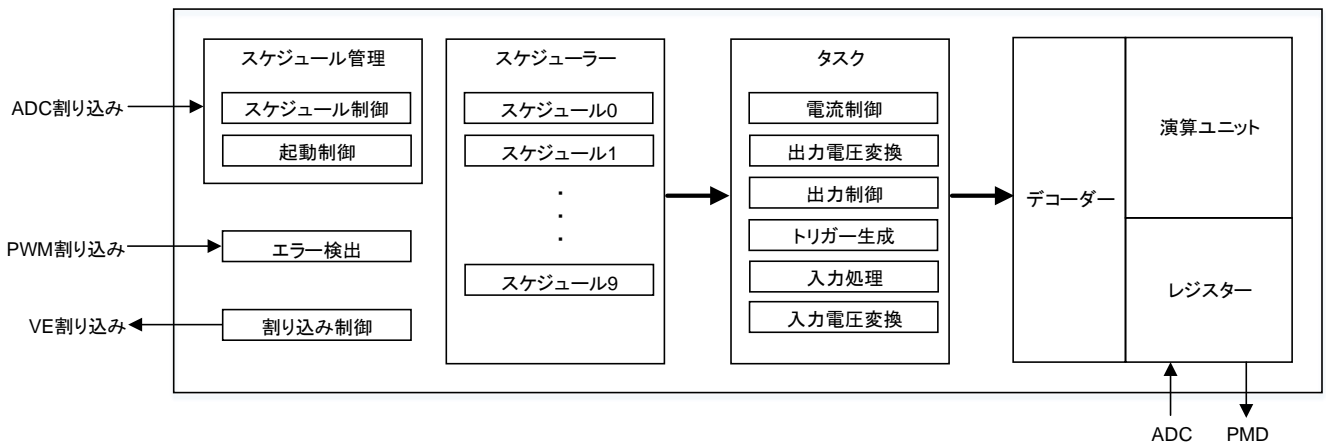 ADC割り込み
PWM割り込み
VE割り込み
スケジュール管理
スケジュール制御
起動制御
エラー検出
割り込み制御
スケジューラー
スケジュール0
スケジュール1
・
・
・
スケジュール9
タスク
電流制御
出力電圧変換
出力制御
トリガー生成
入力処理
入力電圧変換
デコーダー
演算ユニット
レジスター
ADC
PMD